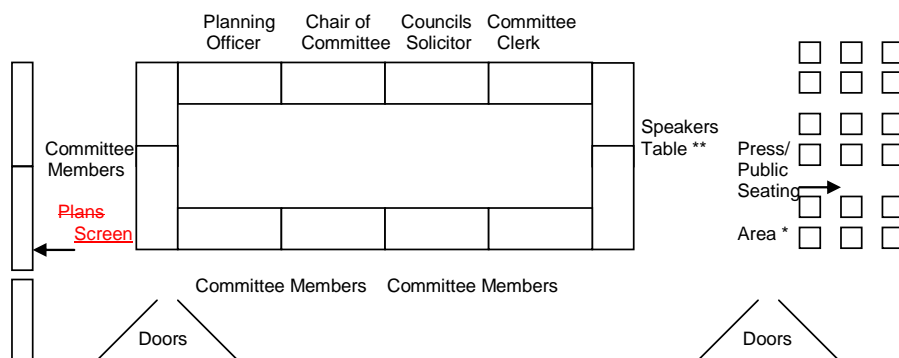 Planning
Officer
Chair of
Committee
Councils
Solicitor
Committee
Clerk
Committee
Members
Plans
Screen
Speakers
Table **
Press/
Public
Seating
Area *
Committee Members
Committee Members
Doors
Doors